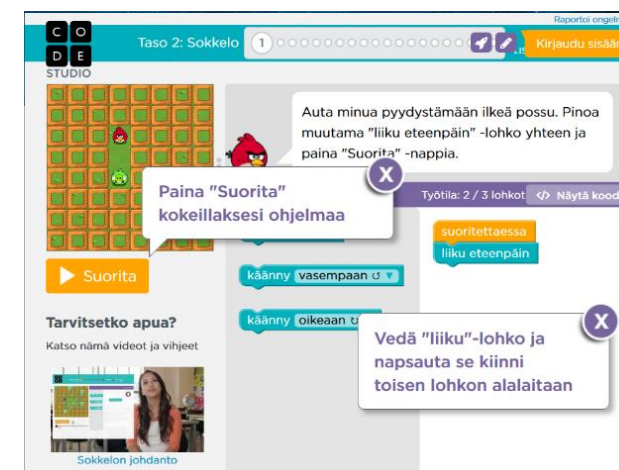 Raportoi ongelm
C O
D E
STUDIO
Taso 2: Sokkelo
1
Kirjaudu sisään
Auta minua pyydystämään ilkeä possu. Pinoa
muutama "liiku eteenpäin" -lohko yhteen ja
paina "Suorita" -nappia.
X
Paina "Suorita"
kokeillaksesi ohjelmaa
Työtila: 2 / 3 lohkot
</> Näytä kood
suoritettaessa
liiku eteenpäin
Suorita
käänny vasempaan ↺ ▼
käänny oikeaan
X
Vedä "liiku"-lohko ja
napsauta se kiinni
toisen lohkon alalaitaan
Tarvitsetko apua?
Katso nämä videot ja vihjeet
Sokkelon johdanto